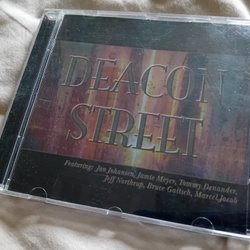 DEACON
STREET
Featuring: Jan Johansen, Jamie Meyer, Tommy Denander,
Jeff Northrup, Bruce Gaitsch, Marcel Jacob